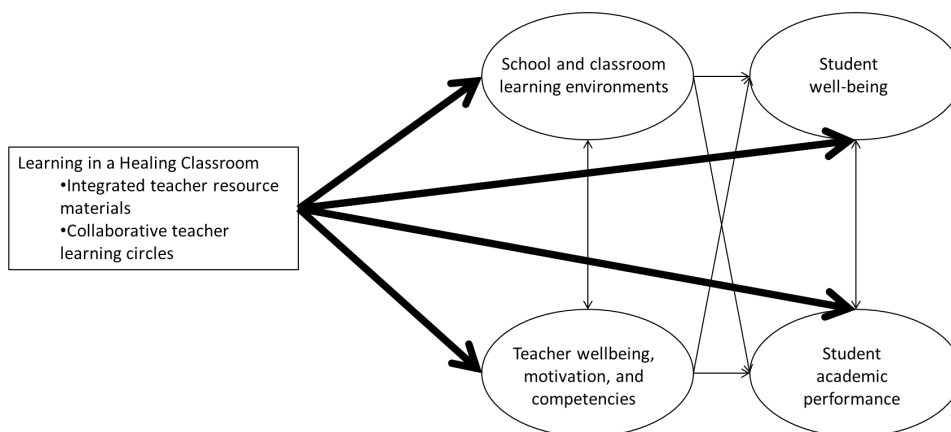 School and classroom
learning environments
Student
well-being
Learning in a Healing Classroom
•Integrated teacher resource
materials
•Collaborative teacher
learning circles
Teacher wellbeing,
motivation, and
competencies
Student
academic
performance